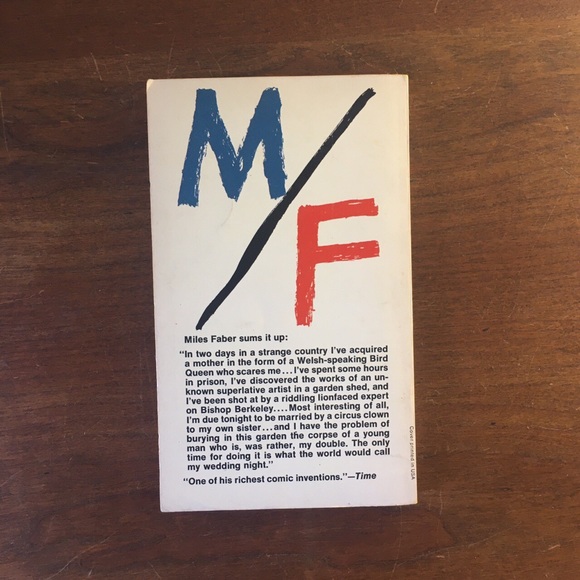 M/F
Miles Faber sums it up:
"In two days in a strange country I've acquired
a mother in the form of a Welsh-speaking Bird
Queen who scares me...I've spent some hours
in prison, I've discovered the works of an un-
known superlative artist in a garden shed, and
I've been shot at by a riddling lionfaced expert
on Bishop Berkeley....Most interesting of all,
I'm due tonight to be married by a circus clown
to my own sister...and I have the problem of
burying in this garden the corpse of a young
man who is, was rather, my double. The only
time for doing it is what the world would call
my wedding night."
"One of his richest comic inventions."—Time
Cover printed in USA